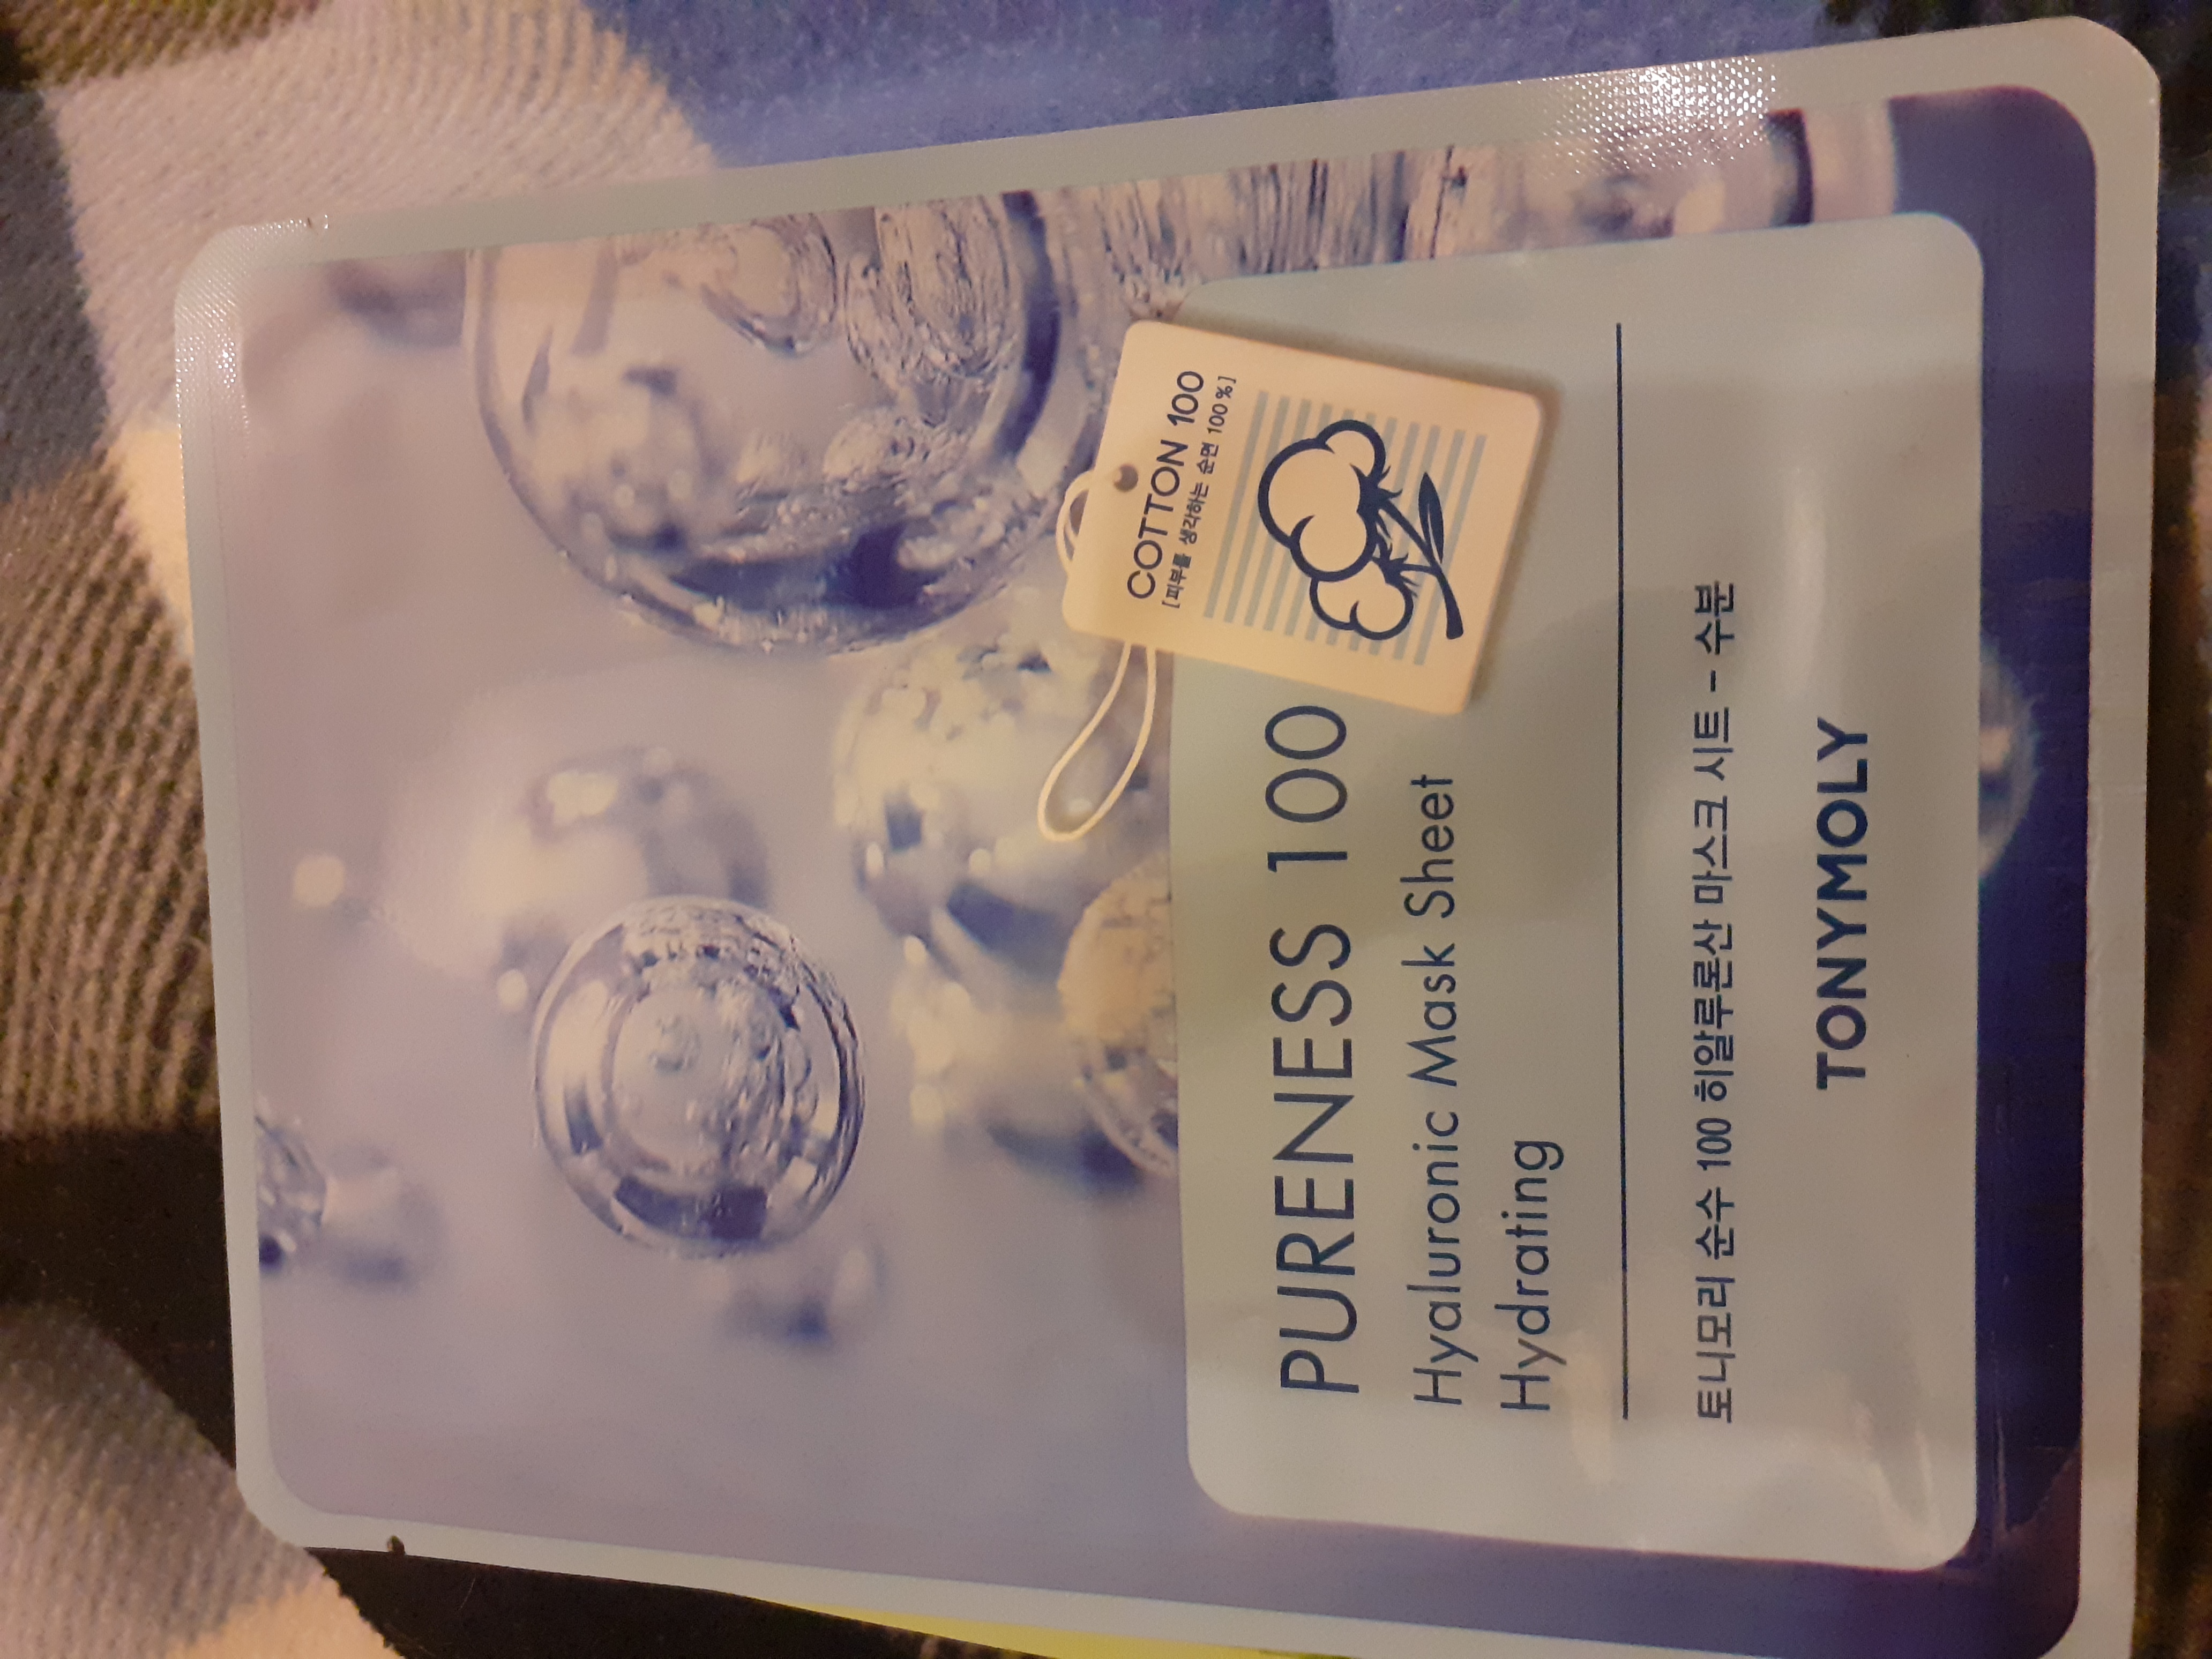 COTTON 100
[피부를 생각하는 순면 100%]
PURENESS 100
Hyaluronic Mask Sheet
Hydrating
토니모리 순수 100 히알루론산 마스크 시트 - 수분
TONYMOLY